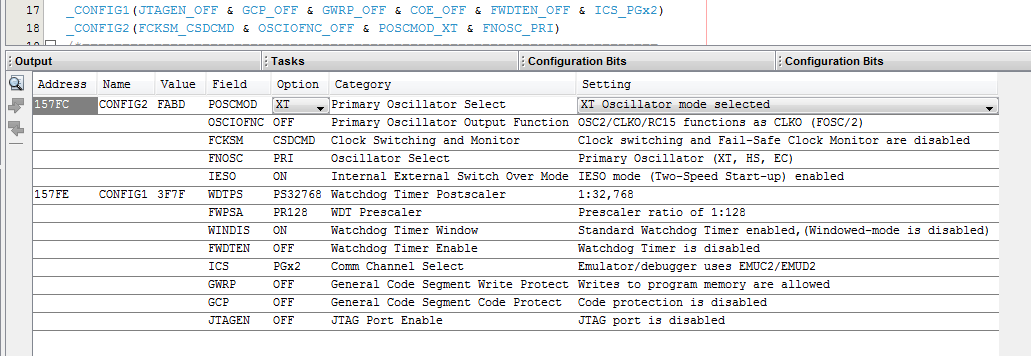 17 _CONFIG1(JTAGEN_OFF & GCP_OFF & GWRP_OFF & COE_OFF & FWDTEN_OFF & ICS_PGx2)
18 _CONFIG2(FCKSM_CSDCMD & OSCIOFNC_OFF & POSCMOD_XT & FNOSC_PRI)
Output Tasks Configuration Bits Configuration Bits
Address Name Value Field Option Category Setting
157FC CONFIG2 FABD POSCMOD XT Primary Oscillator Select XT Oscillator mode selected
OSCIOFNC OFF Primary Oscillator Output Function OSC2/CLKO/RC15 functions as CLKO (FOSC/2)
FCKSM CSDCMD Clock Switching and Monitor Clock switching and Fail-Safe Clock Monitor are disabled
FNOSC PRI Oscillator Select Primary Oscillator (XT, HS, EC)
IESO ON Internal External Switch Over Mode IESO mode (Two-Speed Start-up) enabled
157FE CONFIG1 3F7F WDTPS PS32768 Watchdog Timer Postscaler 1:32,768
FWPSA PR128 WDT Prescaler Prescaler ratio of 1:128
WINDIS ON Watchdog Timer Window Standard Watchdog Timer enabled,(Windowed-mode is disabled)
FWDTEN OFF Watchdog Timer Enable Watchdog Timer is disabled
ICS PGx2 Comm Channel Select Emulator/debugger uses EMUC2/EMUD2
GWRP OFF General Code Segment Write Protect Writes to program memory are allowed
GCP OFF General Code Segment Code Protect Code protection is disabled
JTAGEN OFF JTAG Port Enable JTAG port is disabled